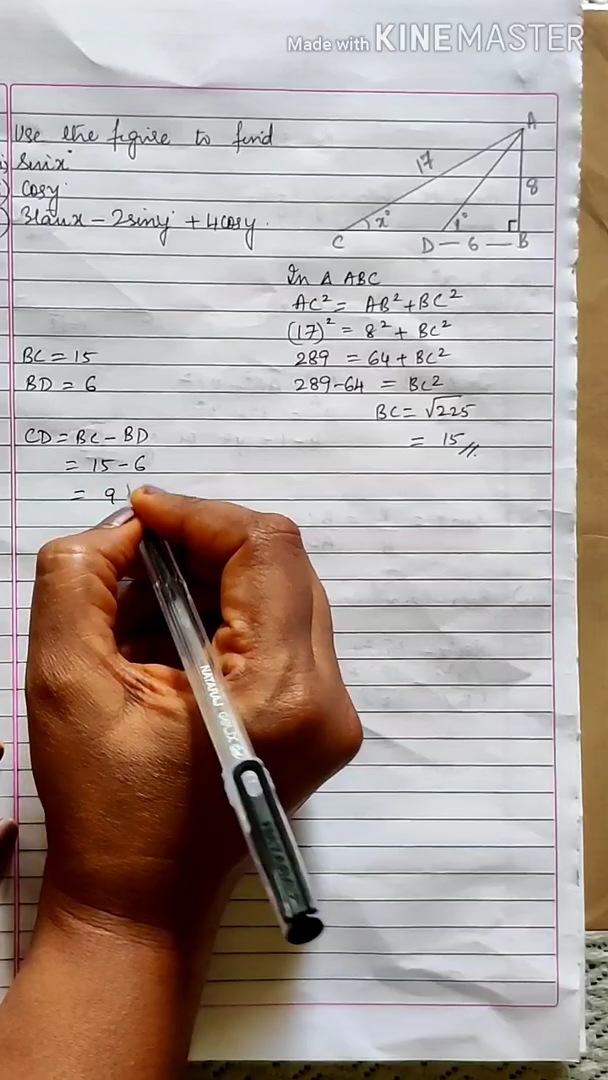 Made with KINEMASTER
Use the figure to find
i) Sinx°
) Cosy°
) 3tanx - 2siny + 4cosy.
A
17
8
x°
y°
C D — 6 — B
In Δ ABC
AC² = AB² + BC²
(17)² = 8² + BC²
289 = 64 + BC²
289-64 = BC²
BC = √225
= 15//
BC = 15
BD = 6
CD = BC - BD
= 15 - 6
= 9
NATARAJ